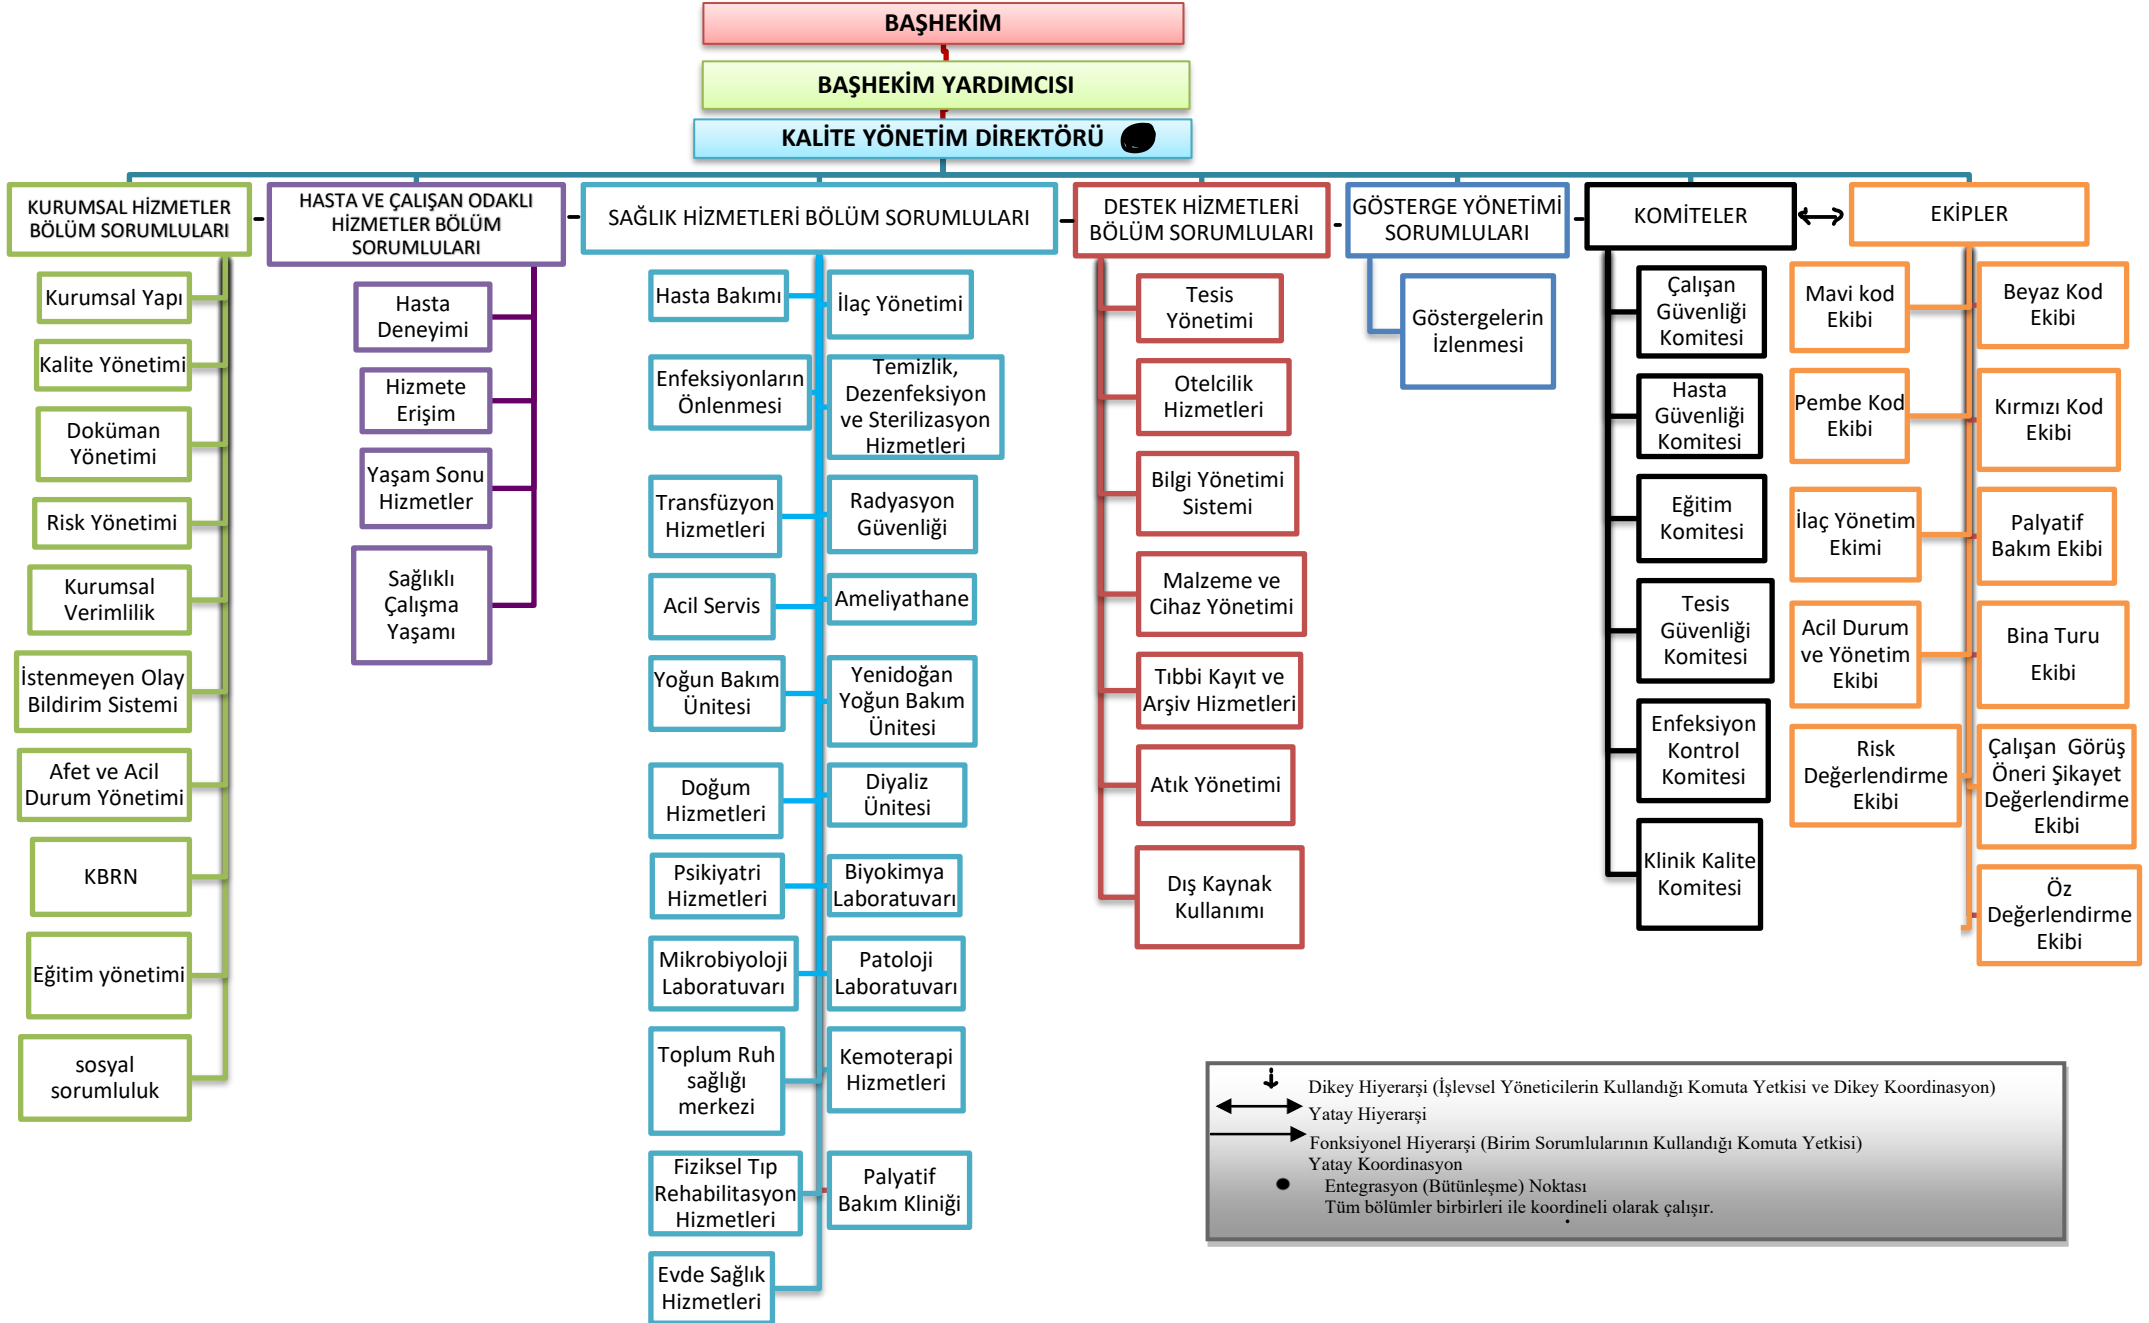 BAŞHEKİM
BAŞHEKİM YARDIMCISI
KALİTE YÖNETİM DİREKTÖRÜ
KURUMSAL HİZMETLER
BÖLÜM SORUMLULARI
Kurumsal Yapı
Kalite Yönetimi
Doküman
Yönetimi
Risk Yönetimi
Kurumsal
Verimlilik
İstenmeyen Olay
Bildirim Sistemi
Afet ve Acil
Durum Yönetimi
KBRN
Eğitim yönetimi
sosyal
sorumluluk
HASTA VE ÇALIŞAN ODAKLI
HİZMETLER BÖLÜM
SORUMLULARI
Hasta
Deneyimi
Hizmete
Erişim
Yaşam Sonu
Hizmetler
Sağlıklı
Çalışma
Yaşamı
SAĞLIK HİZMETLERİ BÖLÜM SORUMLULARI
Hasta Bakımı
İlaç Yönetimi
Enfeksiyonların
Önlenmesi
Temizlik,
Dezenfeksiyon
ve Sterilizasyon
Hizmetleri
Transfüzyon
Hizmetleri
Radyasyon
Güvenliği
Acil Servis
Ameliyathane
Yoğun Bakım
Ünitesi
Yenidoğan
Yoğun Bakım
Ünitesi
Doğum
Hizmetleri
Diyaliz
Ünitesi
Psikiyatri
Hizmetleri
Biyokimya
Laboratuvarı
Mikrobiyoloji
Laboratuvarı
Patoloji
Laboratuvarı
Toplum Ruh
sağlığı
merkezi
Kemoterapi
Hizmetleri
Fiziksel Tıp
Rehabilitasyon
Hizmetleri
Palyatif
Bakım Kliniği
Evde Sağlık
Hizmetleri
DESTEK HİZMETLERİ
BÖLÜM SORUMLULARI
Tesis
Yönetimi
Otelcilik
Hizmetleri
Bilgi Yönetimi
Sistemi
Malzeme ve
Cihaz Yönetimi
Tıbbi Kayıt ve
Arşiv Hizmetleri
Atık Yönetimi
Dış Kaynak
Kullanımı
GÖSTERGE YÖNETİMİ
SORUMLULARI
Göstergelerin
İzlenmesi
KOMİTELER
Çalışan
Güvenliği
Komitesi
Hasta
Güvenliği
Komitesi
Eğitim
Komitesi
Tesis
Güvenliği
Komitesi
Enfeksiyon
Kontrol
Komitesi
Klinik Kalite
Komitesi
EKİPLER
Mavi kod
Ekibi
Beyaz Kod
Ekibi
Pembe Kod
Ekibi
Kırmızı Kod
Ekibi
İlaç Yönetim
Ekimi
Palyatif
Bakım Ekibi
Acil Durum
ve Yönetim
Ekibi
Bina Turu
Ekibi
Risk
Değerlendirme
Ekibi
Çalışan Görüş
Öneri Şikayet
Değerlendirme
Ekibi
Öz
Değerlendirme
Ekibi
Dikey Hiyerarşi (İşlevsel Yöneticilerin Kullandığı Komuta Yetkisi ve Dikey Koordinasyon)
Yatay Hiyerarşi
Fonksiyonel Hiyerarşi (Birim Sorumlularının Kullandığı Komuta Yetkisi)
Yatay Koordinasyon
Entegrasyon (Bütünleşme) Noktası
Tüm bölümler birbirleri ile koordineli olarak çalışır.